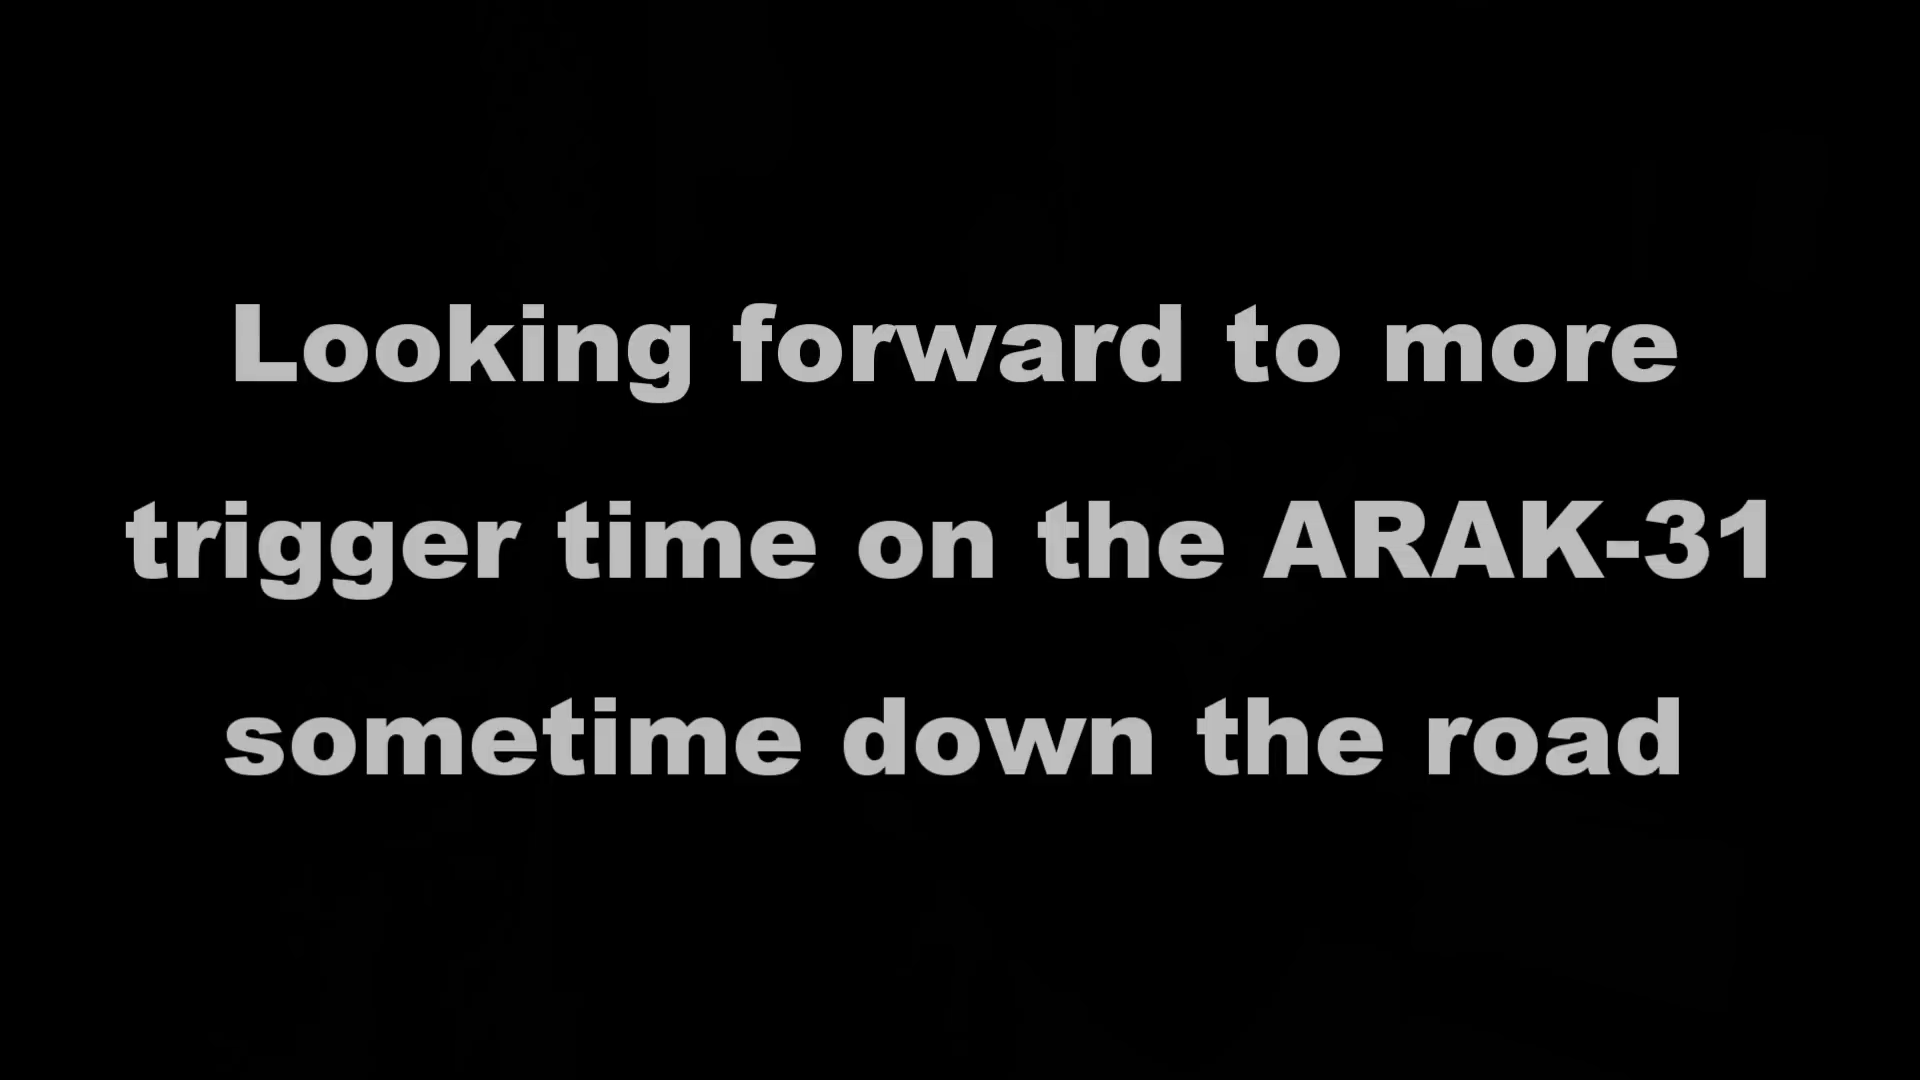 Looking forward to more
trigger time on the ARAK-31
sometime down the road